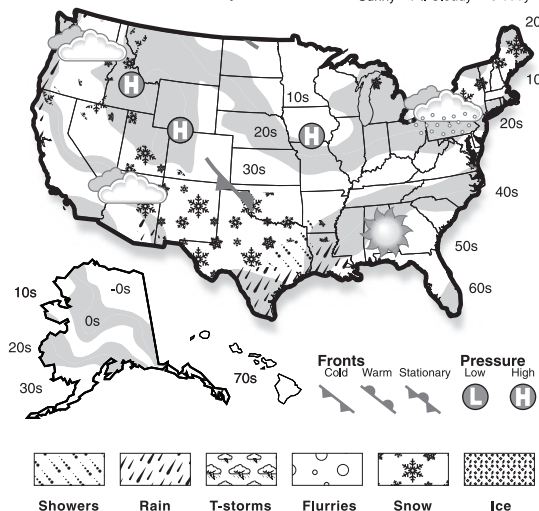 20
10
10s
20s
20s
30s
40s
50s
60s
-0s
10s
0s
20s
30s
70s
Fronts
Cold Warm Stationary
Pressure
Low High
L H
H
H
H
Showers Rain T-storms Flurries Snow Ice